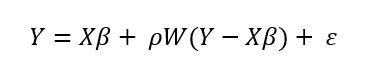 Y = Xβ + ρW(Y − Xβ) + ε